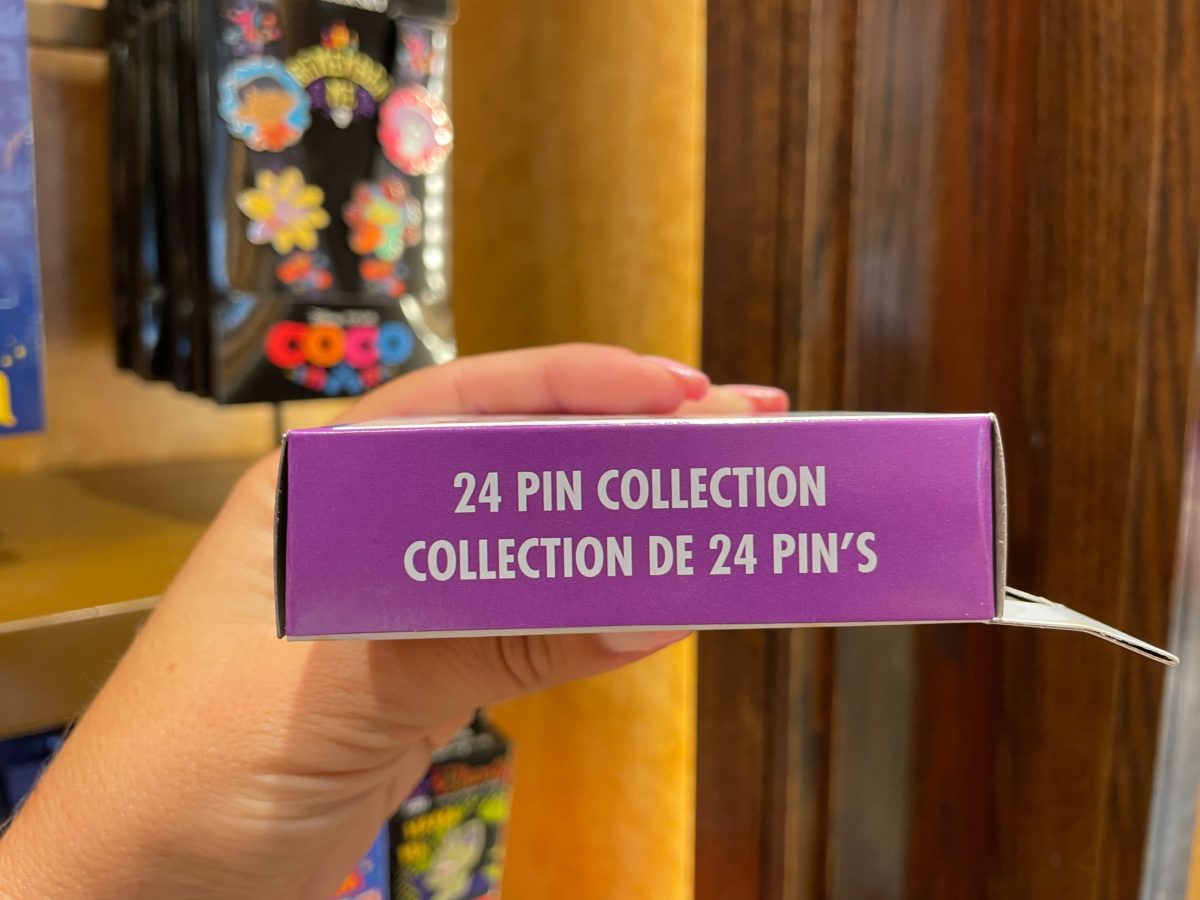 COCO
24 PIN COLLECTION
COLLECTION DE 24 PIN'S